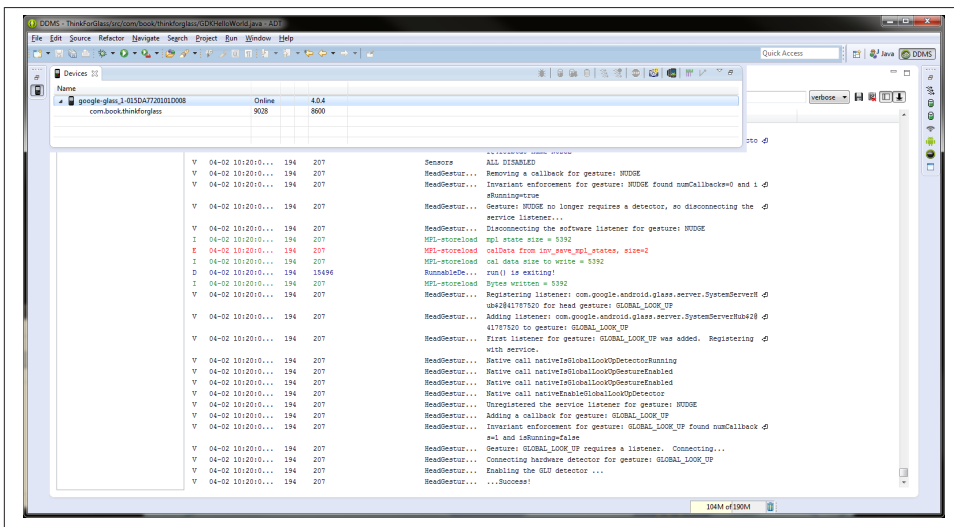 DDMS - ThinkForGlass/src/com/book/thinkforglass/GDKHelloWorld.java - ADT
File Edit Source Refactor Navigate Search Project Run Window Help
Quick Access Java DDMS
Devices
Name
google-glass_1-015DA7720101D008 Online 4.0.4
com.book.thinkforglass 9028 8600
verbose
V 04-02 10:20:0... 194 207 Sensors ALL DISABLED
V 04-02 10:20:0... 194 207 HeadGestur... Removing a callback for gesture: NUDGE
V 04-02 10:20:0... 194 207 HeadGestur... Invariant enforcement for gesture: NUDGE found numCallbacks=0 and i
sRunning=true
V 04-02 10:20:0... 194 207 HeadGestur... Gesture: NUDGE no longer requires a detector, so disconnecting the
service listener...
V 04-02 10:20:0... 194 207 HeadGestur... Disconnecting the software listener for gesture: NUDGE
I 04-02 10:20:0... 194 207 MPL-storeload mpl state size = 5392
E 04-02 10:20:0... 194 207 MPL-storeload calData from inv_save_mpl_states, size=2
I 04-02 10:20:0... 194 207 MPL-storeload cal data size to write = 5392
D 04-02 10:20:0... 194 15496 RunnableDe... run() is exiting!
I 04-02 10:20:0... 194 207 MPL-storeload Bytes written = 5392
V 04-02 10:20:0... 194 207 HeadGestur... Registering listener: com.google.android.glass.server.SystemServerH
ub$2@41787520 for head gesture: GLOBAL_LOOK_UP
V 04-02 10:20:0... 194 207 HeadGestur... Adding listener: com.google.android.glass.server.SystemServerHub$2@
41787520 to gesture: GLOBAL_LOOK_UP
V 04-02 10:20:0... 194 207 HeadGestur... First listener for gesture: GLOBAL_LOOK_UP was added. Registering
with service.
V 04-02 10:20:0... 194 207 HeadGestur... Native call nativeIsGlobalLookUpDetectorRunning
V 04-02 10:20:0... 194 207 HeadGestur... Native call nativeIsGlobalLookUpGestureEnabled
V 04-02 10:20:0... 194 207 HeadGestur... Native call nativeIsGlobalLookUpGestureEnabled
V 04-02 10:20:0... 194 207 HeadGestur... Native call nativeEnableGlobalLookUpDetector
V 04-02 10:20:0... 194 207 HeadGestur... Unregistered the service listener for gesture: NUDGE
V 04-02 10:20:0... 194 207 HeadGestur... Adding a callback for gesture: GLOBAL_LOOK_UP
V 04-02 10:20:0... 194 207 HeadGestur... Invariant enforcement for gesture: GLOBAL_LOOK_UP found numCallback
s=1 and isRunning=false
V 04-02 10:20:0... 194 207 HeadGestur... Gesture: GLOBAL_LOOK_UP requires a listener. Connecting...
V 04-02 10:20:0... 194 207 HeadGestur... Connecting hardware detector for gesture: GLOBAL_LOOK_UP
V 04-02 10:20:0... 194 207 HeadGestur... Enabling the GLU detector ...
V 04-02 10:20:0... 194 207 HeadGestur... ...Success!
104M of 190M